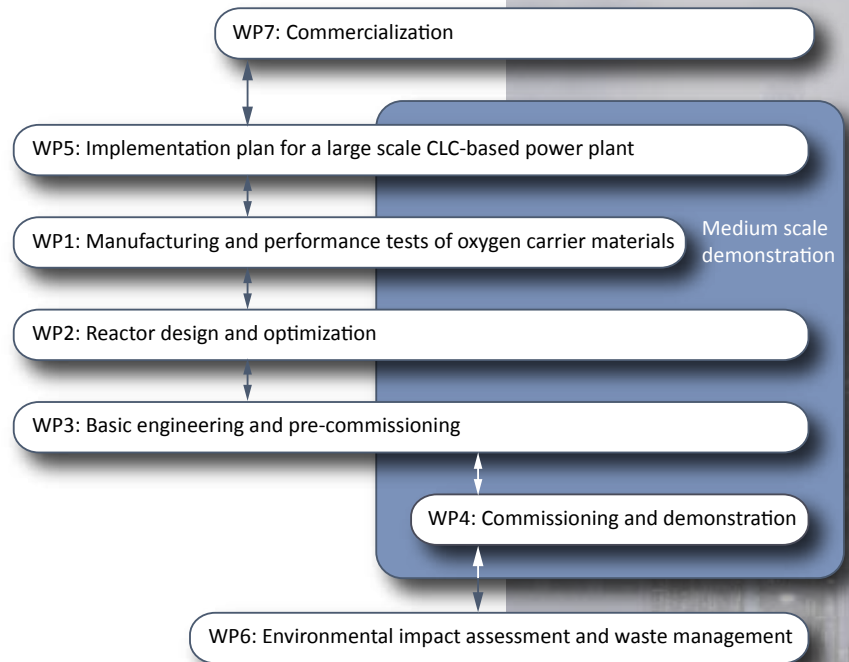 WP7: Commercialization
WP5: Implementation plan for a large scale CLC-based power plant
WP1: Manufacturing and performance tests of oxygen carrier materials
Medium scale
demonstration
WP2: Reactor design and optimization
WP3: Basic engineering and pre-commissioning
WP4: Commissioning and demonstration
WP6: Environmental impact assessment and waste management